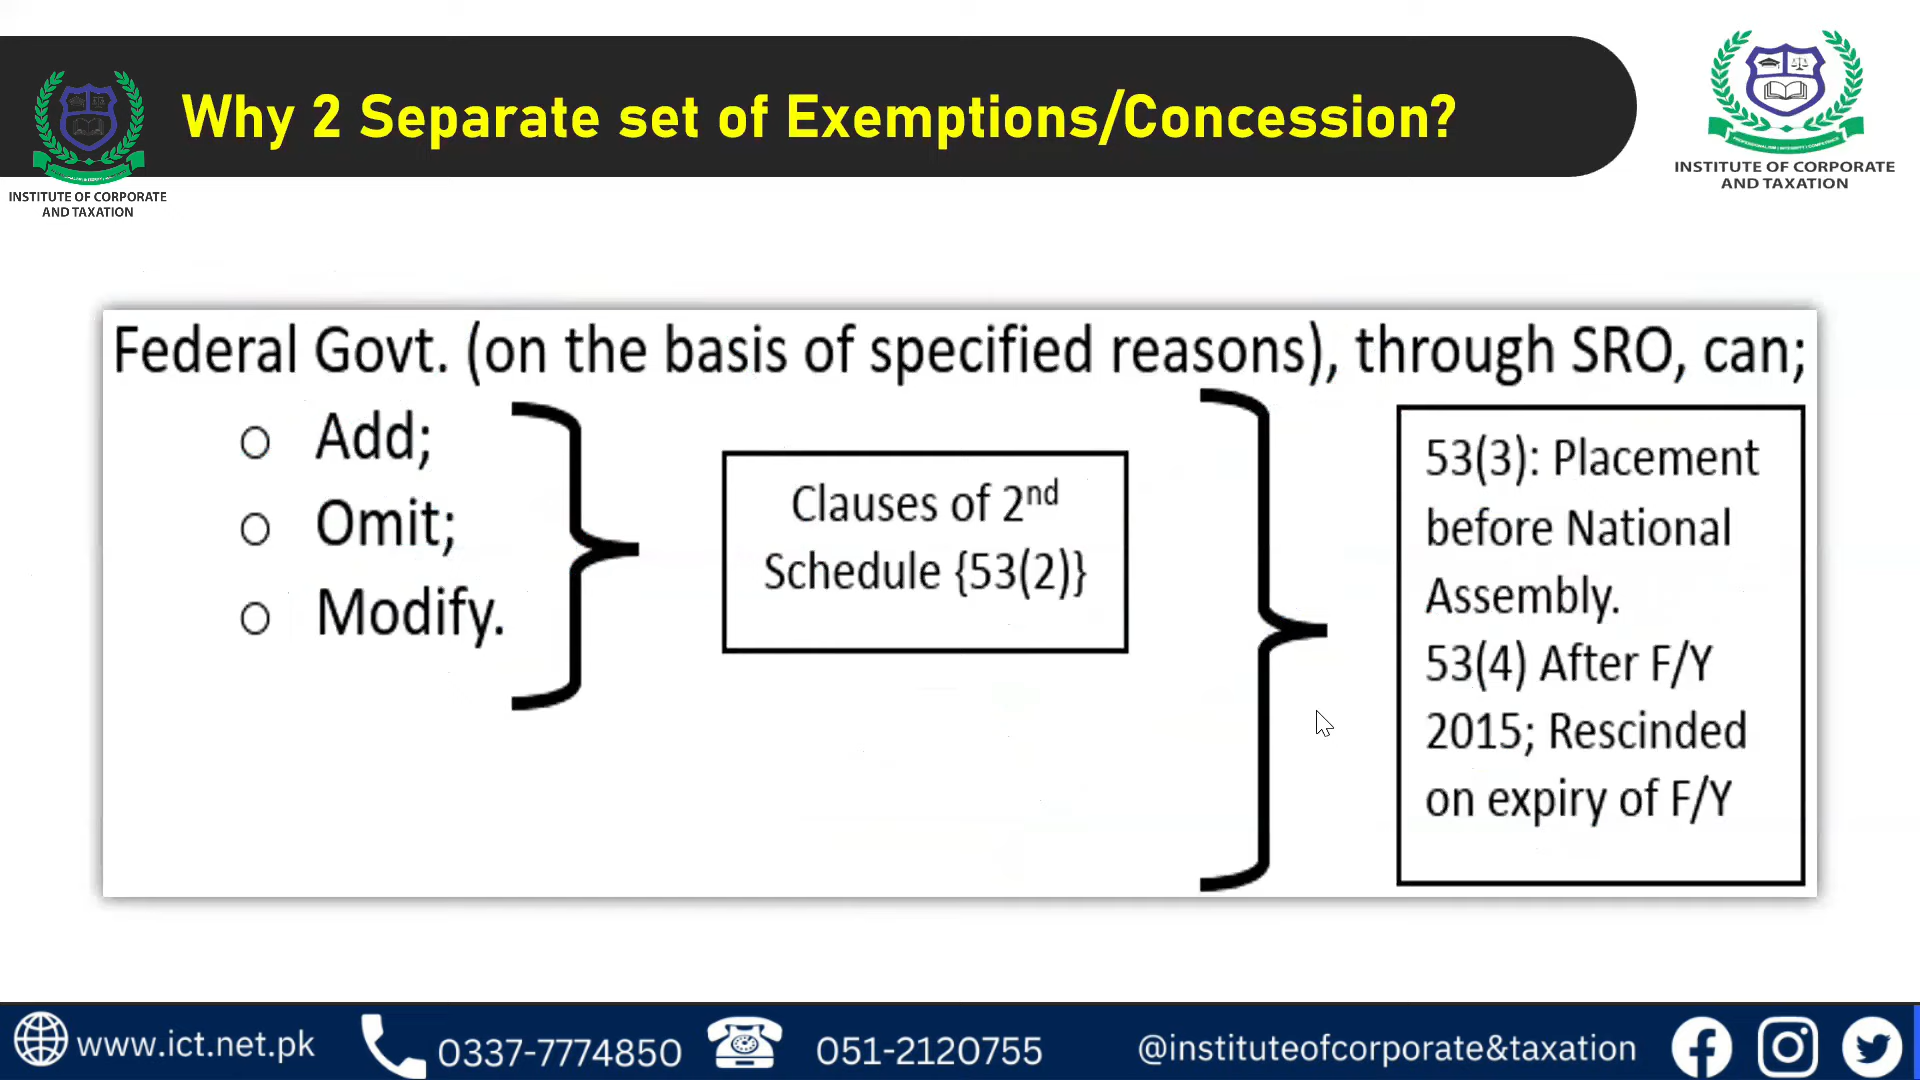 Why 2 Separate set of Exemptions/Concession?
INSTITUTE OF CORPORATE
AND TAXATION
INSTITUTE OF CORPORATE
AND TAXATION
Federal Govt. (on the basis of specified reasons), through SRO, can;
o Add;
o Omit;
o Modify.
Clauses of 2nd
Schedule {53(2)}
53(3): Placement
before National
Assembly.
53(4) After F/Y
2015; Rescinded
on expiry of F/Y
www.ict.net.pk
0337-7774850
051-2120755
@instituteofcorporate&taxation